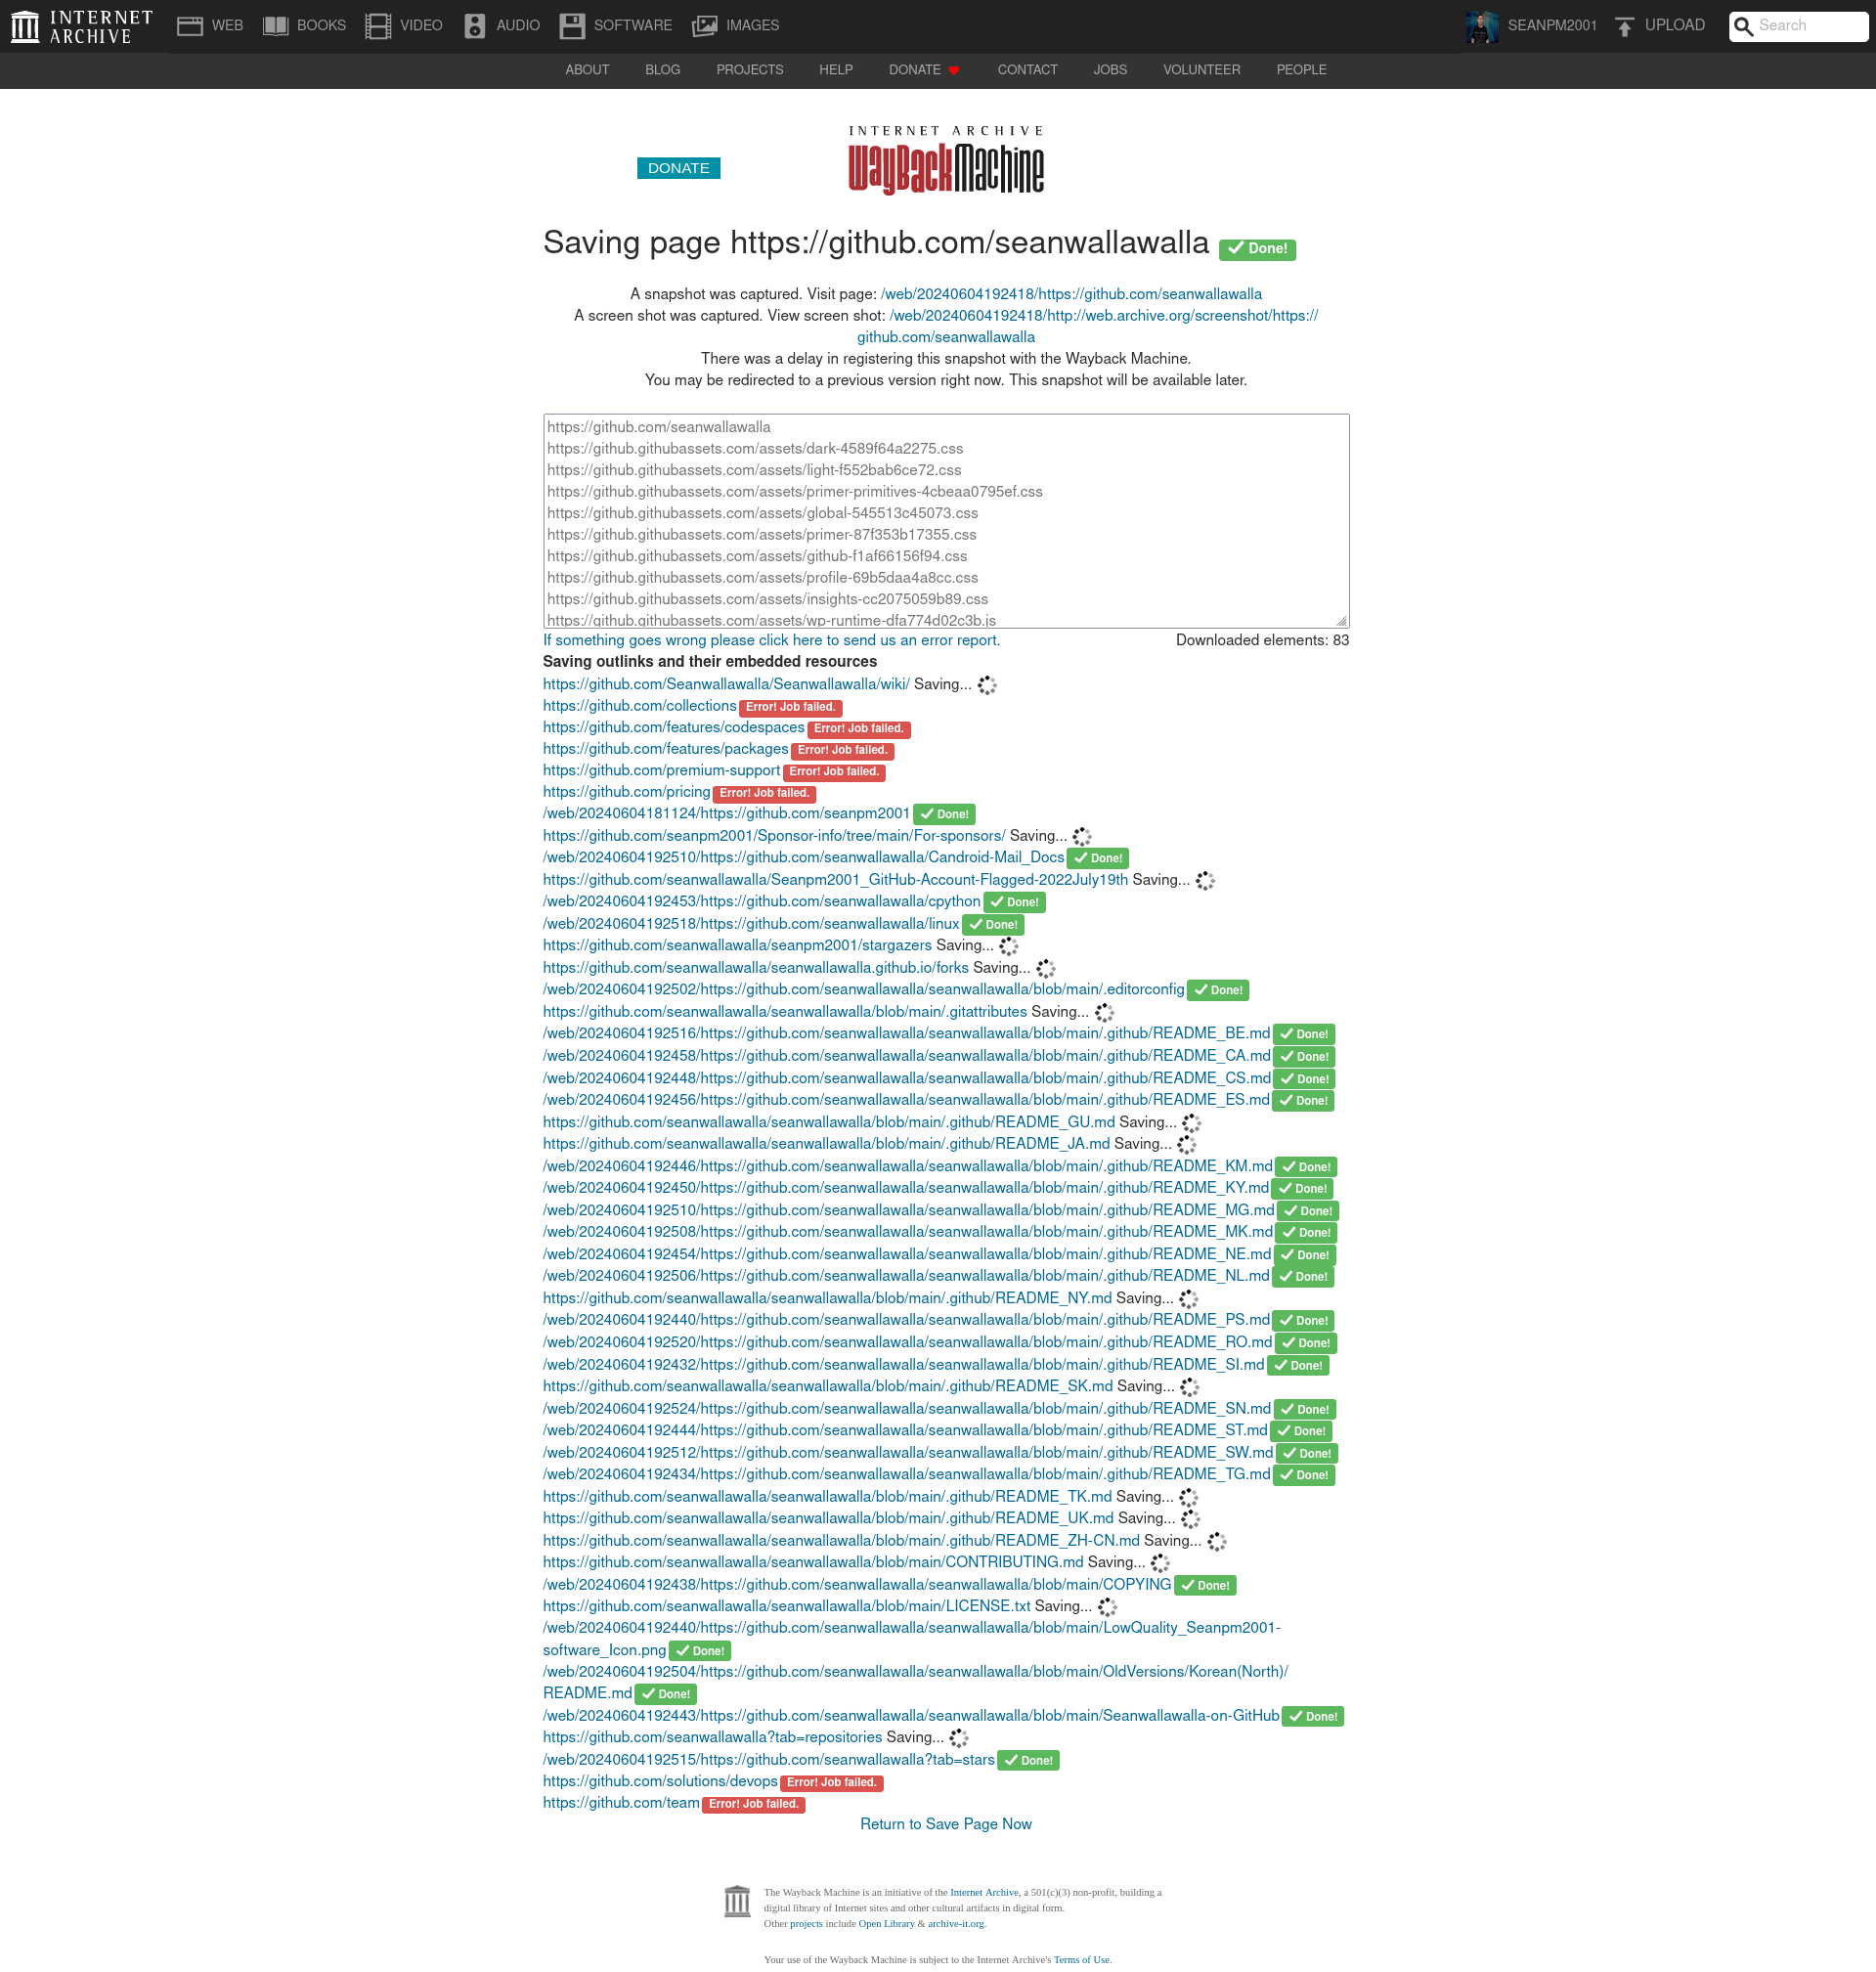 INTERNET ARCHIVE
WEB BOOKS VIDEO AUDIO SOFTWARE IMAGES SEANPM2001 UPLOAD Search
ABOUT BLOG PROJECTS HELP DONATE CONTACT JOBS VOLUNTEER PEOPLE
INTERNET ARCHIVE
DONATE WayBackMachine
Saving page https://github.com/seanwallawalla Done!
A snapshot was captured. Visit page: /web/20240604192418/https://github.com/seanwallawalla
A screen shot was captured. View screen shot: /web/20240604192418/http://web.archive.org/screenshot/https://
github.com/seanwallawalla
There was a delay in registering this snapshot with the Wayback Machine.
You may be redirected to a previous version right now. This snapshot will be available later.
https://github.com/seanwallawalla
https://github.githubassets.com/assets/dark-4589f64a2275.css
https://github.githubassets.com/assets/light-f552bab6ce72.css
https://github.githubassets.com/assets/primer-primitives-4cbeaa0795ef.css
https://github.githubassets.com/assets/global-545513c45073.css
https://github.githubassets.com/assets/primer-87f353b17355.css
https://github.githubassets.com/assets/github-f1af66156f94.css
https://github.githubassets.com/assets/profile-69b5daa4a8cc.css
https://github.githubassets.com/assets/insights-cc2075059b89.css
https://github.githubassets.com/assets/wp-runtime-dfa774d02c3b.js
If something goes wrong please click here to send us an error report. Downloaded elements: 83
Saving outlinks and their embedded resources
https://github.com/Seanwallawalla/Seanwallawalla/wiki/ Saving...
https://github.com/collections Error! Job failed.
https://github.com/features/codespaces Error! Job failed.
https://github.com/features/packages Error! Job failed.
https://github.com/premium-support Error! Job failed.
https://github.com/pricing Error! Job failed.
/web/20240604181124/https://github.com/seanpm2001 Done!
https://github.com/seanpm2001/Sponsor-info/tree/main/For-sponsors/ Saving...
/web/20240604192510/https://github.com/seanwallawalla/Candroid-Mail_Docs Done!
https://github.com/seanwallawalla/Seanpm2001_GitHub-Account-Flagged-2022July19th Saving...
/web/20240604192453/https://github.com/seanwallawalla/cpython Done!
/web/20240604192518/https://github.com/seanwallawalla/linux Done!
https://github.com/seanwallawalla/seanpm2001/stargazers Saving...
https://github.com/seanwallawalla/seanwallawalla.github.io/forks Saving...
/web/20240604192502/https://github.com/seanwallawalla/seanwallawalla/blob/main/.editorconfig Done!
https://github.com/seanwallawalla/seanwallawalla/blob/main/.gitattributes Saving...
/web/20240604192516/https://github.com/seanwallawalla/seanwallawalla/blob/main/.github/README_BE.md Done!
/web/20240604192458/https://github.com/seanwallawalla/seanwallawalla/blob/main/.github/README_CA.md Done!
/web/20240604192448/https://github.com/seanwallawalla/seanwallawalla/blob/main/.github/README_CS.md Done!
/web/20240604192456/https://github.com/seanwallawalla/seanwallawalla/blob/main/.github/README_ES.md Done!
https://github.com/seanwallawalla/seanwallawalla/blob/main/.github/README_GU.md Saving...
https://github.com/seanwallawalla/seanwallawalla/blob/main/.github/README_JA.md Saving...
/web/20240604192446/https://github.com/seanwallawalla/seanwallawalla/blob/main/.github/README_KM.md Done!
/web/20240604192450/https://github.com/seanwallawalla/seanwallawalla/blob/main/.github/README_KY.md Done!
/web/20240604192510/https://github.com/seanwallawalla/seanwallawalla/blob/main/.github/README_MG.md Done!
/web/20240604192508/https://github.com/seanwallawalla/seanwallawalla/blob/main/.github/README_MK.md Done!
/web/20240604192454/https://github.com/seanwallawalla/seanwallawalla/blob/main/.github/README_NE.md Done!
/web/20240604192506/https://github.com/seanwallawalla/seanwallawalla/blob/main/.github/README_NL.md Done!
https://github.com/seanwallawalla/seanwallawalla/blob/main/.github/README_NY.md Saving...
/web/20240604192440/https://github.com/seanwallawalla/seanwallawalla/blob/main/.github/README_PS.md Done!
/web/20240604192520/https://github.com/seanwallawalla/seanwallawalla/blob/main/.github/README_RO.md Done!
/web/20240604192432/https://github.com/seanwallawalla/seanwallawalla/blob/main/.github/README_SI.md Done!
https://github.com/seanwallawalla/seanwallawalla/blob/main/.github/README_SK.md Saving...
/web/20240604192524/https://github.com/seanwallawalla/seanwallawalla/blob/main/.github/README_SN.md Done!
/web/20240604192444/https://github.com/seanwallawalla/seanwallawalla/blob/main/.github/README_ST.md Done!
/web/20240604192512/https://github.com/seanwallawalla/seanwallawalla/blob/main/.github/README_SW.md Done!
/web/20240604192434/https://github.com/seanwallawalla/seanwallawalla/blob/main/.github/README_TG.md Done!
https://github.com/seanwallawalla/seanwallawalla/blob/main/.github/README_TK.md Saving...
https://github.com/seanwallawalla/seanwallawalla/blob/main/.github/README_UK.md Saving...
https://github.com/seanwallawalla/seanwallawalla/blob/main/.github/README_ZH-CN.md Saving...
https://github.com/seanwallawalla/seanwallawalla/blob/main/CONTRIBUTING.md Saving...
/web/20240604192438/https://github.com/seanwallawalla/seanwallawalla/blob/main/COPYING Done!
https://github.com/seanwallawalla/seanwallawalla/blob/main/LICENSE.txt Saving...
/web/20240604192440/https://github.com/seanwallawalla/seanwallawalla/blob/main/LowQuality_Seanpm2001-
software_Icon.png Done!
/web/20240604192504/https://github.com/seanwallawalla/seanwallawalla/blob/main/OldVersions/Korean(North)/
README.md Done!
/web/20240604192443/https://github.com/seanwallawalla/seanwallawalla/blob/main/Seanwallawalla-on-GitHub Done!
https://github.com/seanwallawalla?tab=repositories Saving...
/web/20240604192515/https://github.com/seanwallawalla?tab=stars Done!
https://github.com/solutions/devops Error! Job failed.
https://github.com/team Error! Job failed.
Return to Save Page Now
The Wayback Machine is an initiative of the Internet Archive, a 501(c)(3) non-profit, building a
digital library of Internet sites and other cultural artifacts in digital form.
Other projects include Open Library & archive-it.org.
Your use of the Wayback Machine is subject to the Internet Archive's Terms of Use.